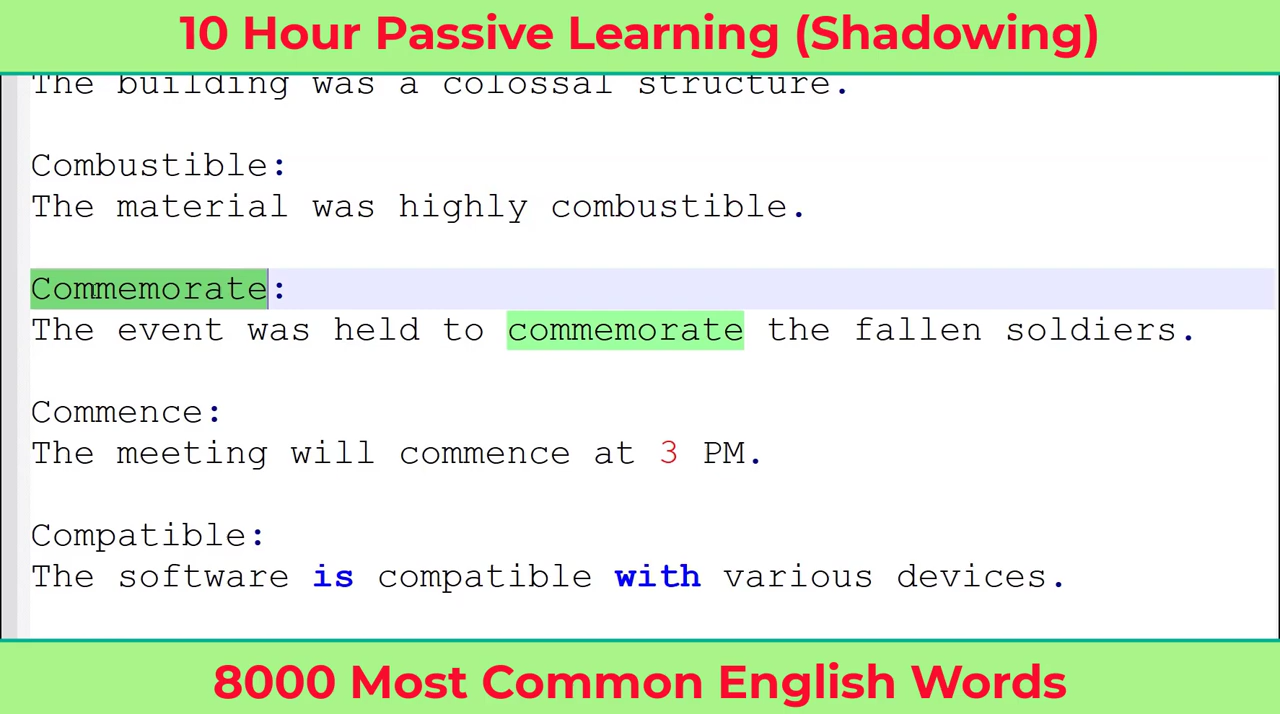 10 Hour Passive Learning (Shadowing)
The building was a colossal structure.
Combustible:
The material was highly combustible.
Commemorate:
The event was held to commemorate the fallen soldiers.
Commence:
The meeting will commence at 3 PM.
Compatible:
The software is compatible with various devices.
8000 Most Common English Words